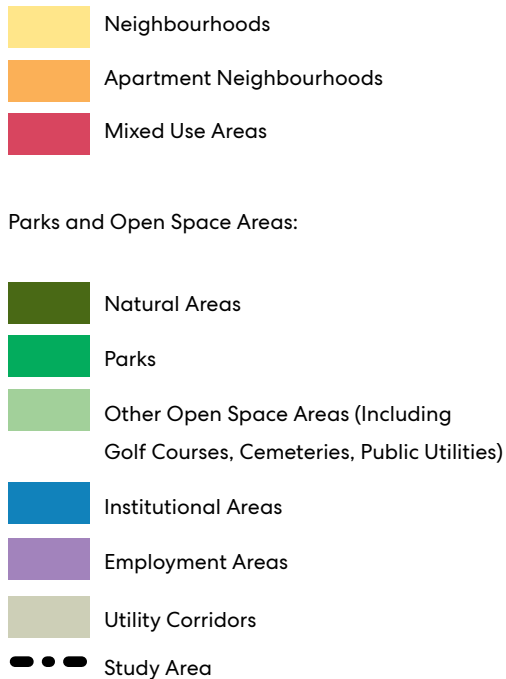 Neighbourhoods
Apartment Neighbourhoods
Mixed Use Areas
Parks and Open Space Areas:
Natural Areas
Parks
Other Open Space Areas (Including
Golf Courses, Cemeteries, Public Utilities)
Institutional Areas
Employment Areas
Utility Corridors
Study Area